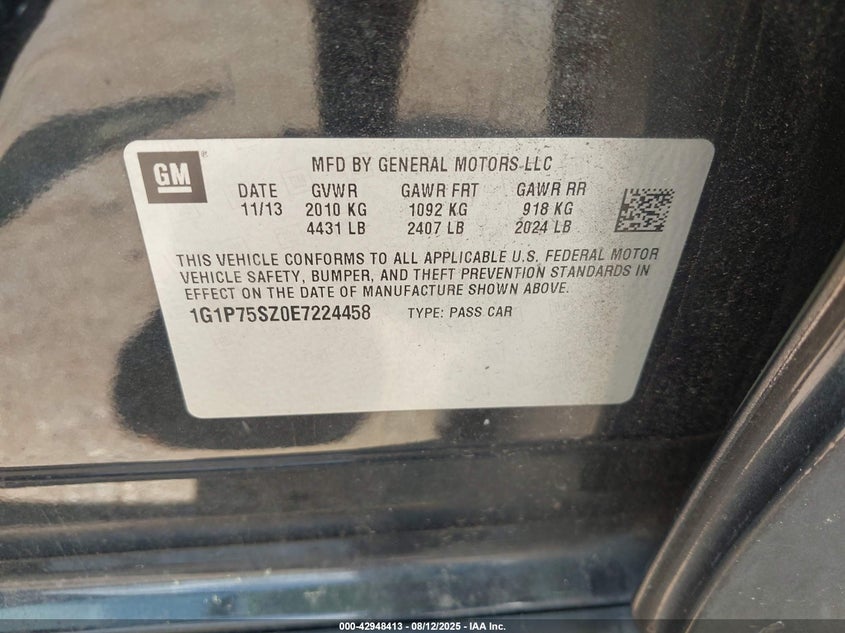 GM ® MFD BY GENERAL MOTORS LLC
DATE GVWR GAWR FRT GAWR RR
11/13 2010 KG 1092 KG 918 KG
4431 LB 2407 LB 2024 LB
THIS VEHICLE CONFORMS TO ALL APPLICABLE U.S. FEDERAL MOTOR
VEHICLE SAFETY, BUMPER, AND THEFT PREVENTION STANDARDS IN
EFFECT ON THE DATE OF MANUFACTURE SHOWN ABOVE.
1G1P75SZ0E7224458 TYPE: PASS CAR
000-42948413 - 08/12/2025 - IAA Inc.